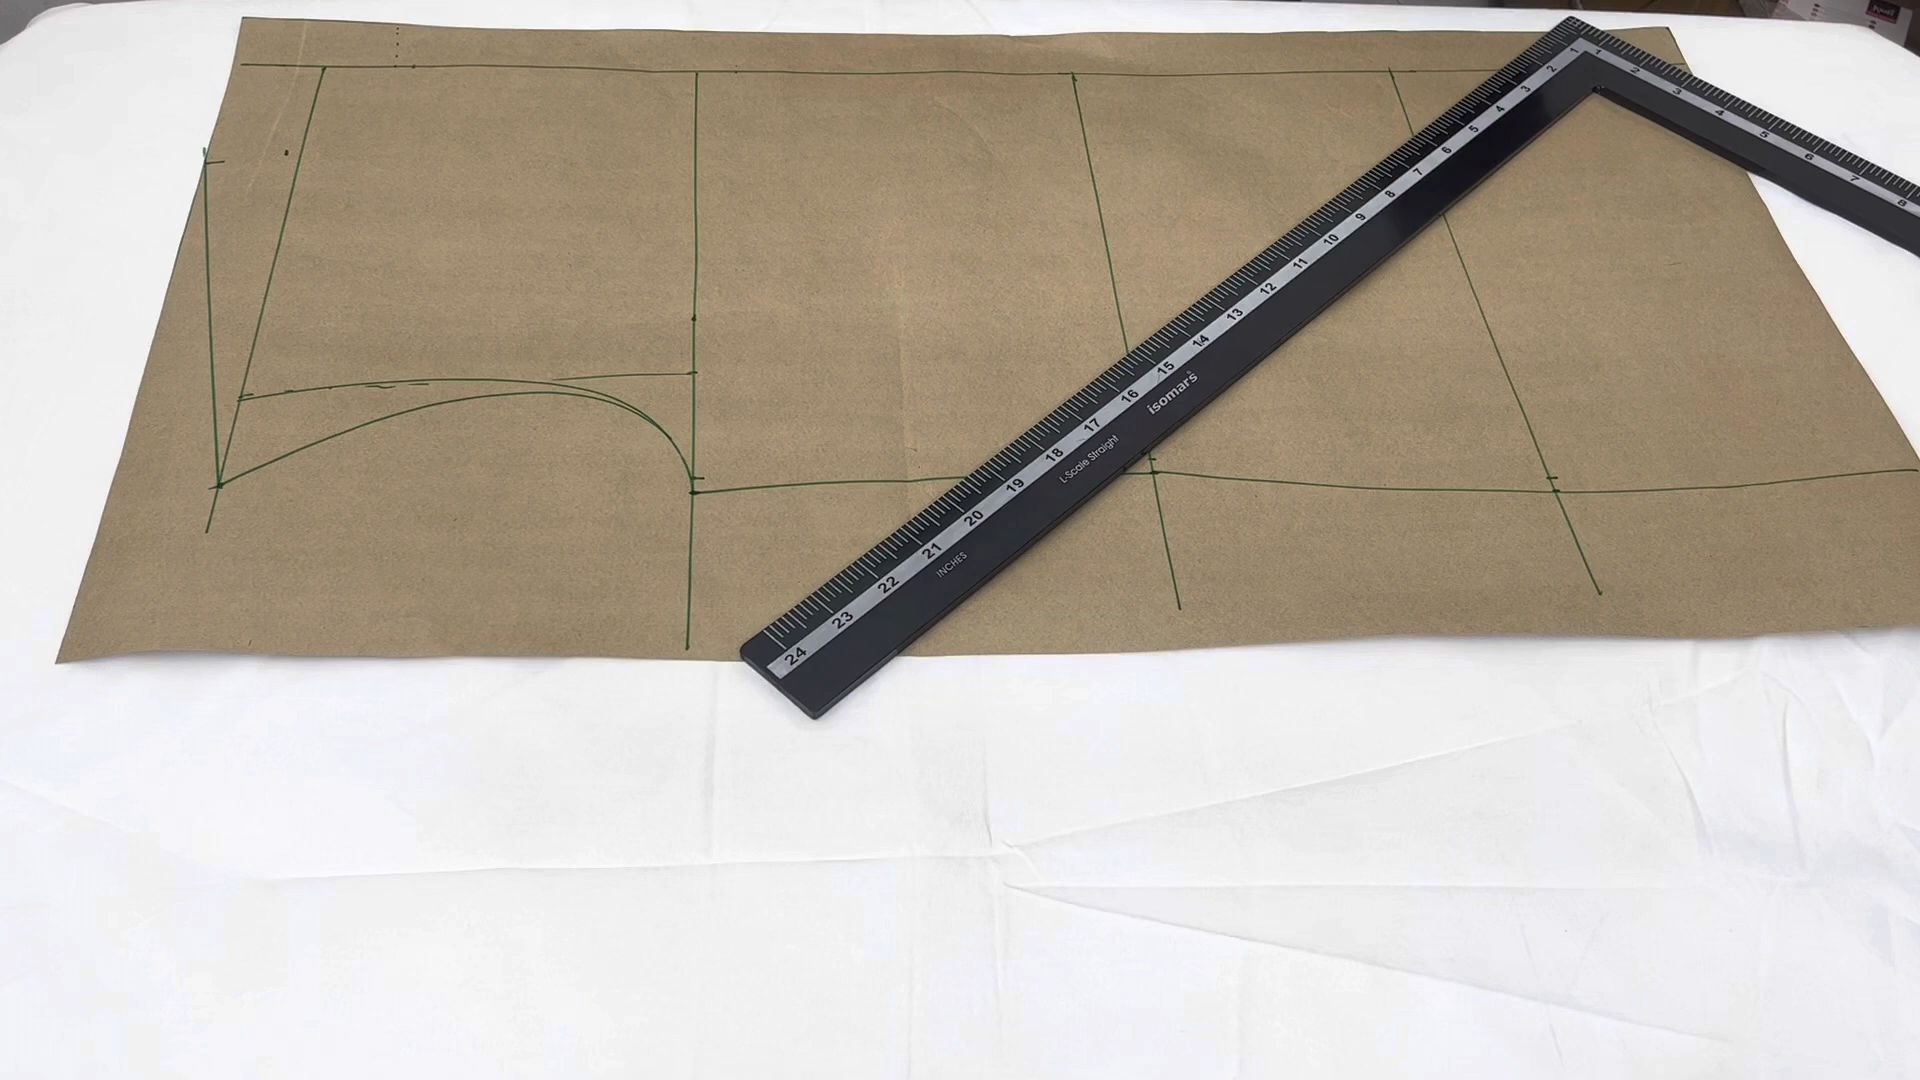 1 2 3 4 5 6 7 8 9 10 11 12 13 14 15 16 17 18 19 20 21 22 23 24
1 2 3 4 5 6 7 8
isomars
L-Scale Straight
INCHES